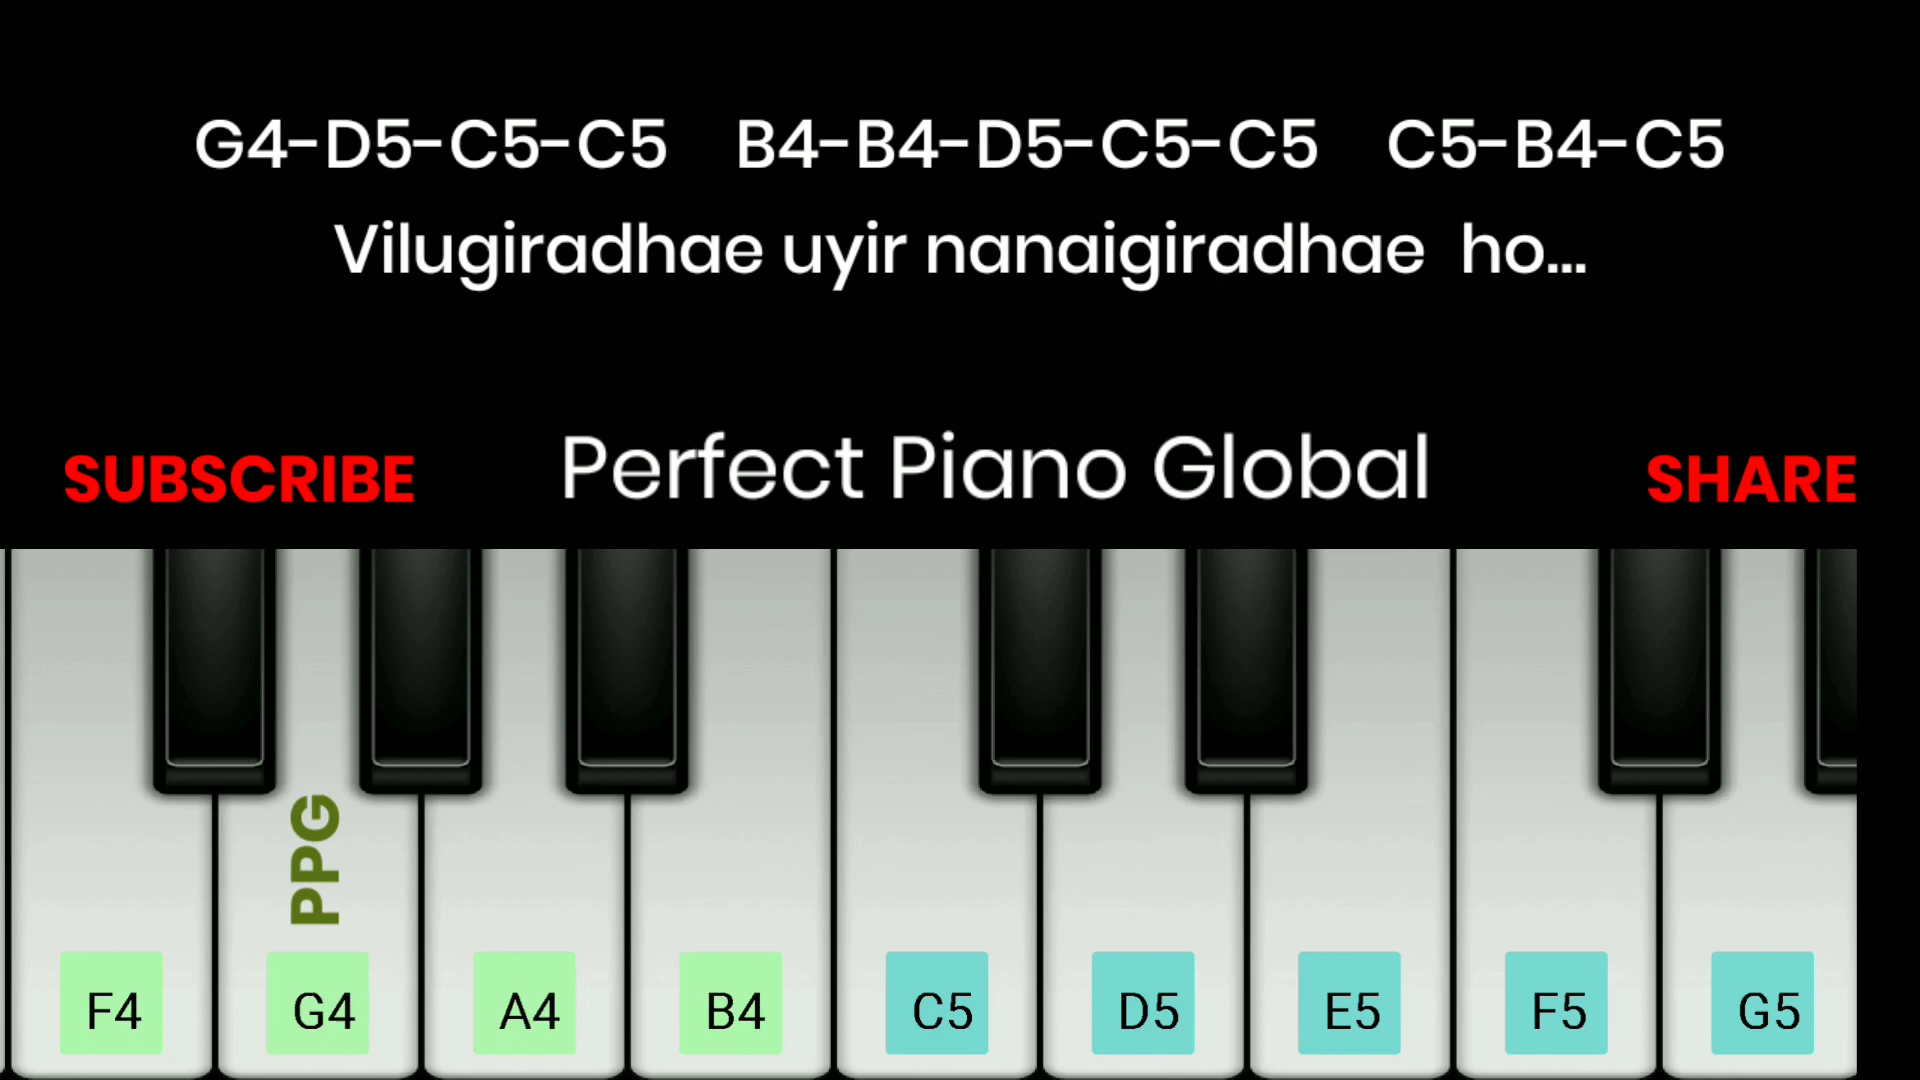 G4-D5-C5-C5 B4-B4-D5-C5-C5 C5-B4-C5
Vilugiradhae uyir nanaigiradhae ho...
SUBSCRIBE Perfect Piano Global SHARE
PPG
F4 G4 A4 B4 C5 D5 E5 F5 G5